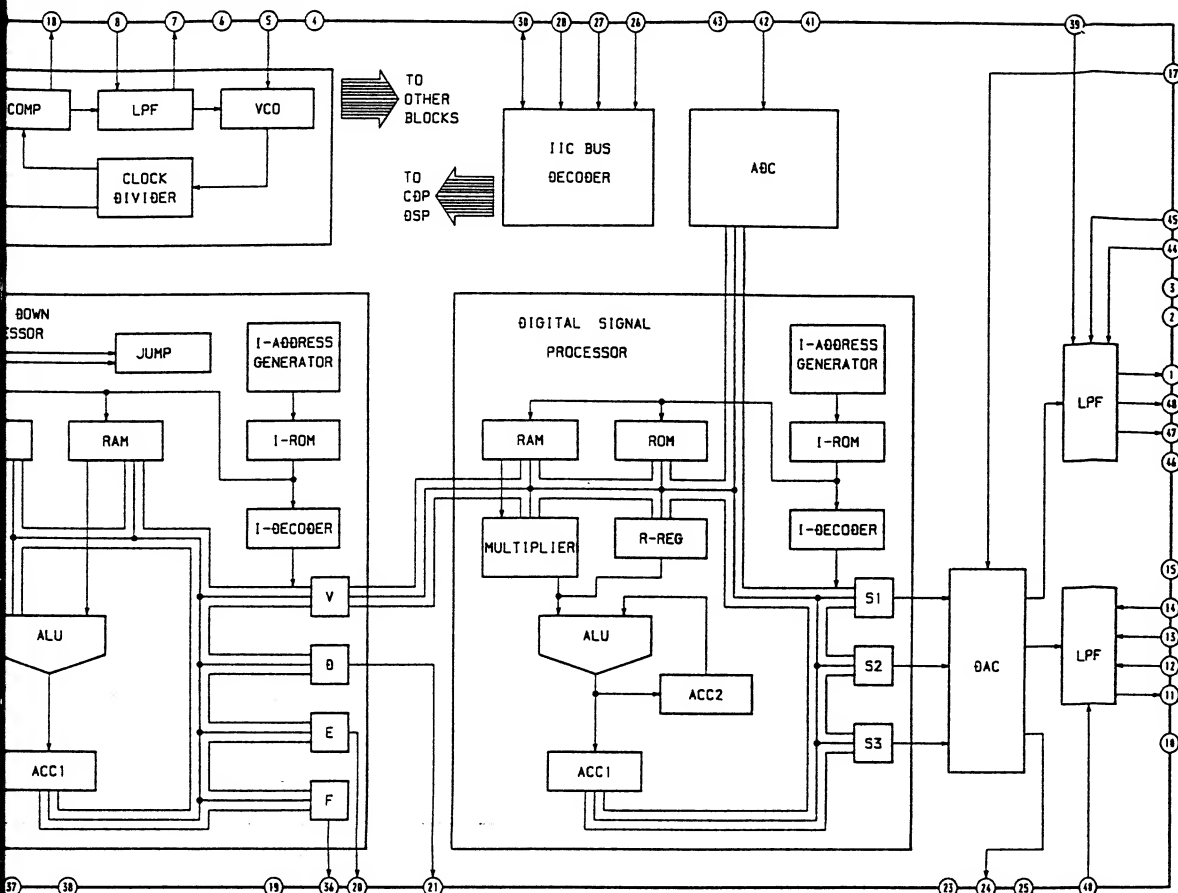 18 8 7 6 5 4 30 28 27 26 43 42 41 39
17
COMP
LPF
VCO
TO
OTHER
BLOCKS
CLOCK
DIVIDER
TO
CDP
DSP
IIC BUS
DECODER
ADC
45
44
3
2
1
48
47
46
LPF
DOWN
ESSOR
JUMP
I-ADDRESS
GENERATOR
RAM
I-ROM
I-DECODER
ALU
ACC1
V
D
E
F
DIGITAL SIGNAL
PROCESSOR
I-ADDRESS
GENERATOR
RAM
ROM
I-ROM
MULTIPLIER
R-REG
I-DECODER
ALU
ACC2
ACC1
S1
S2
S3
DAC
LPF
15
14
13
12
11
10
37 38 19 36 20 21 23 24 25 40